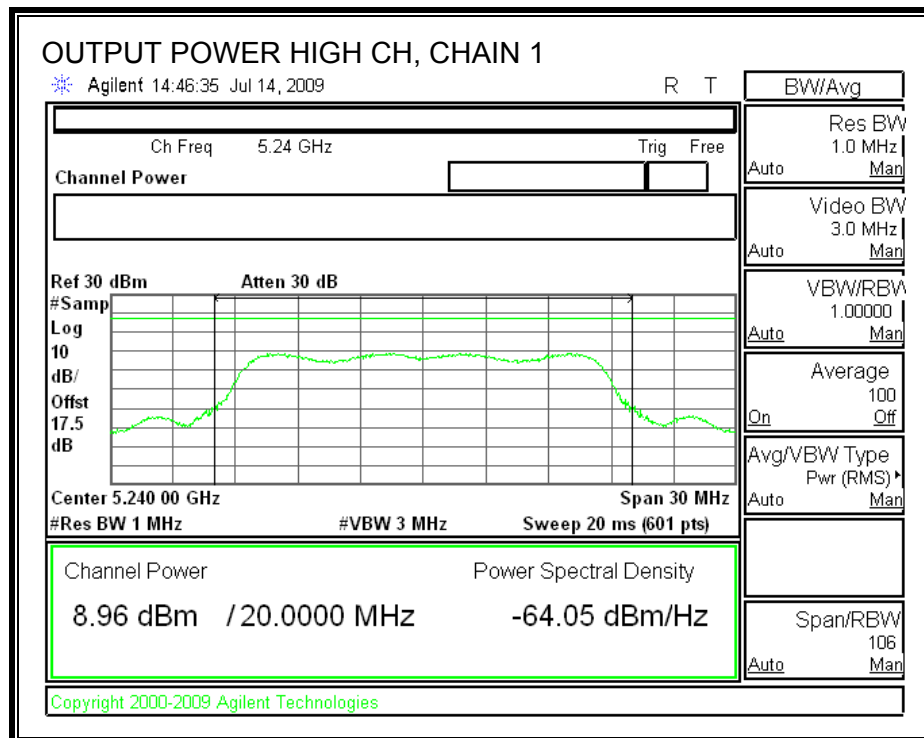 OUTPUT POWER HIGH CH, CHAIN 1
Agilent 14:46:35 Jul 14, 2009
R T
Ch Freq 5.24 GHz Trig Free
Channel Power
Ref 30 dBm Atten 30 dB
#Samp
Log
10
dB/
Offst
17.5
dB
Center 5.240 00 GHz Span 30 MHz
#Res BW 1 MHz #VBW 3 MHz Sweep 20 ms (601 pts)
Channel Power Power Spectral Density
8.96 dBm / 20.0000 MHz -64.05 dBm/Hz
Copyright 2000-2009 Agilent Technologies
BW/Avg
Res BW
1.0 MHz
Auto Man
Video BW
3.0 MHz
Auto Man
VBW/RBW
1.00000
Auto Man
Average
100
On Off
Avg/VBW Type
Pwr (RMS)
Auto Man
Span/RBW
106
Auto Man